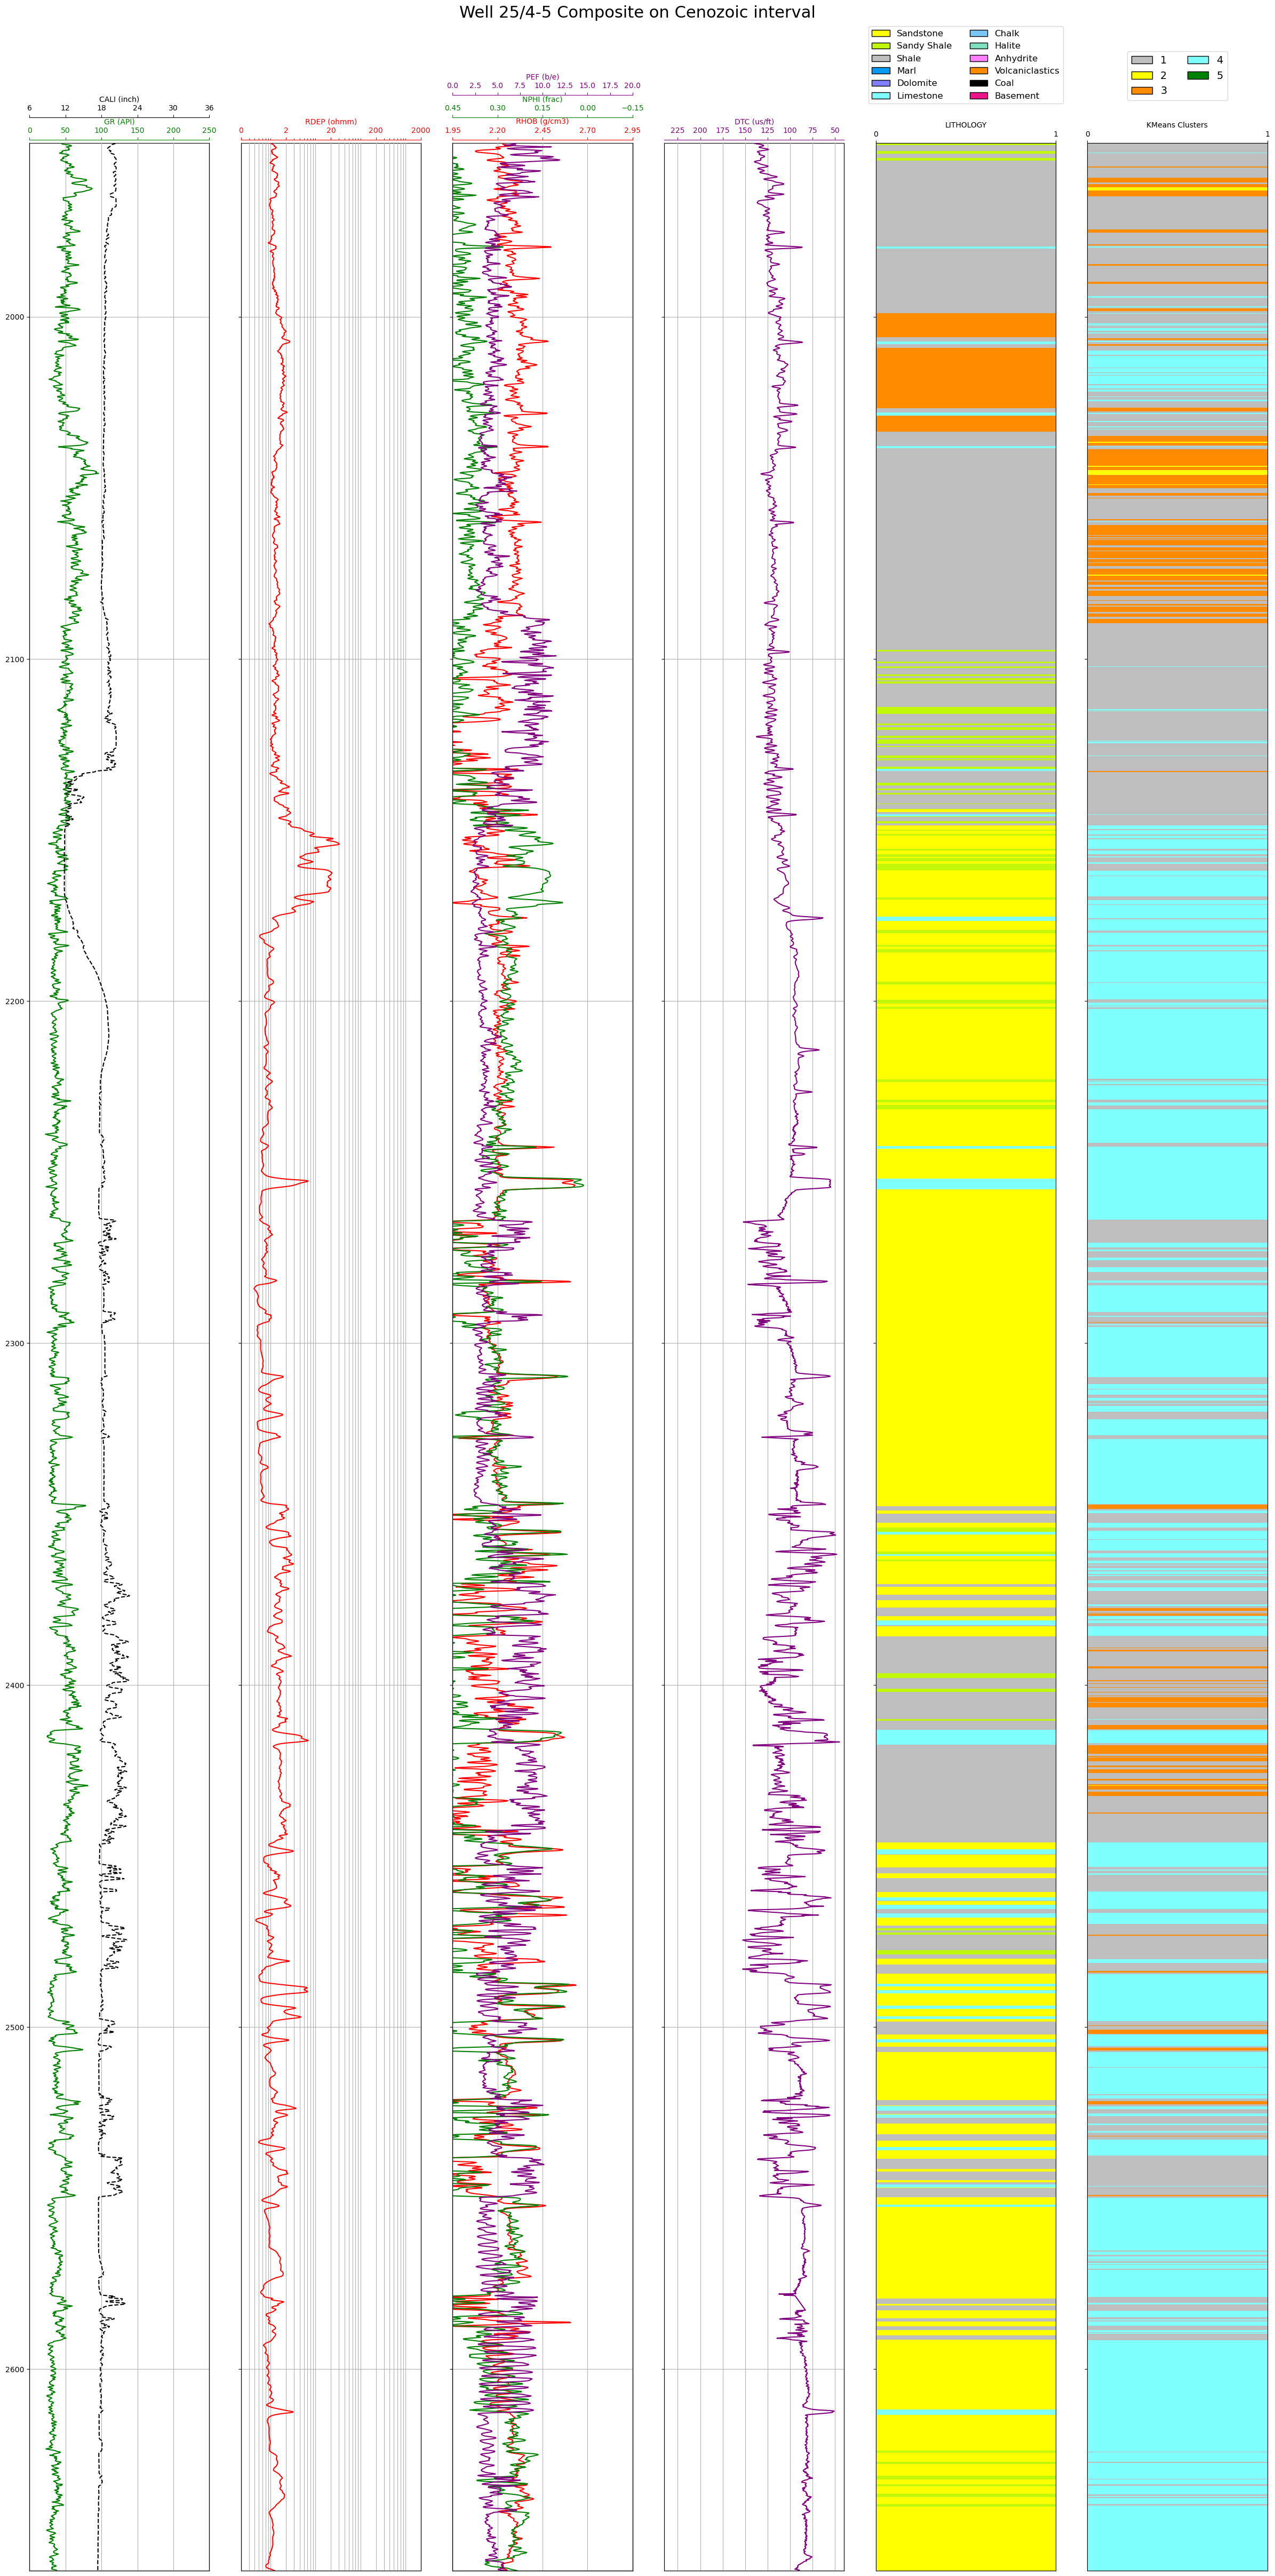 Well 25/4-5 Composite on Cenozoic interval
Sandstone Chalk
Sandy Shale Halite
Shale Anhydrite
Marl Volcaniclastics
Dolomite Coal
Limestone Basement
1 4
2 5
3
PEF (b/e)
0.0 2.5 5.0 7.5 10.0 12.5 15.0 17.5 20.0
CALI (inch)
6 12 18 24 30 36
NPHI (frac)
0.45 0.30 0.15 0.00 −0.15
GR (API)
0 50 100 150 200 250
RDEP (ohmm)
0 2 20 200 2000
RHOB (g/cm3)
1.95 2.20 2.45 2.70 2.95
DTC (us/ft)
225 200 175 150 125 100 75 50
LITHOLOGY
0 1
KMeans Clusters
0 1
2000
2100
2200
2300
2400
2500
2600